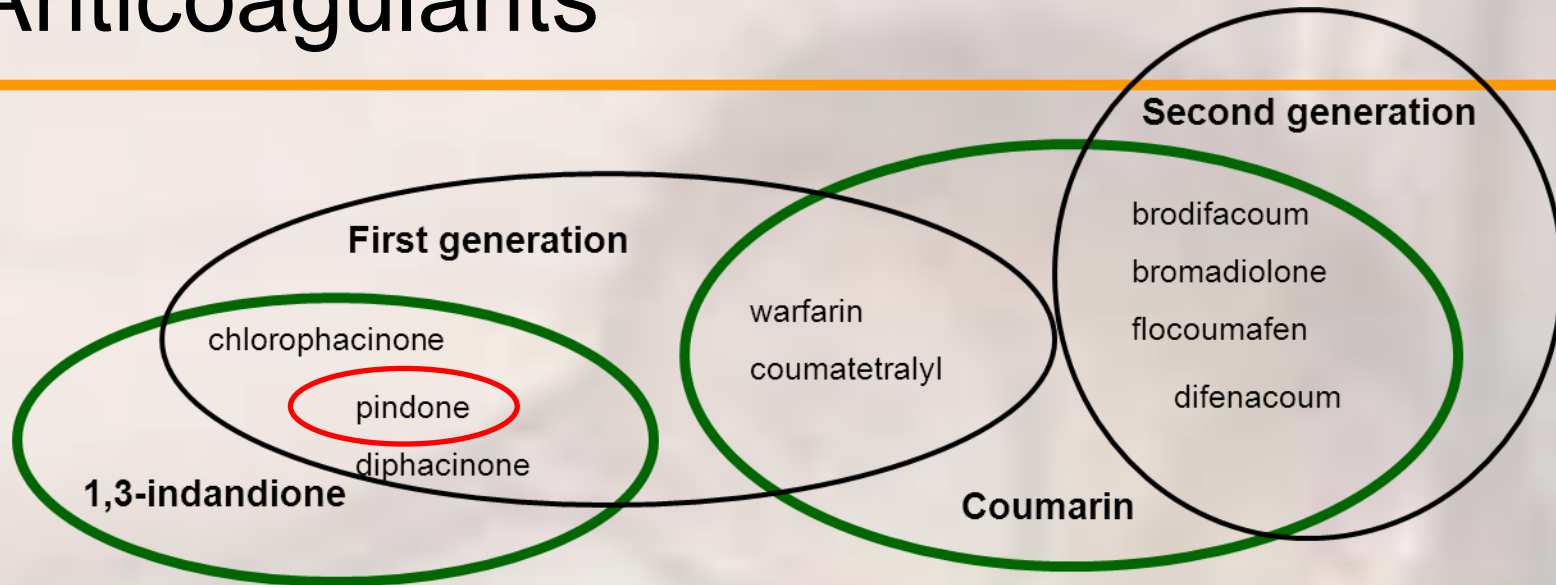 Anticoagulants
Second generation
First generation
brodifacoum
bromadiolone
flocoumafen
difenacoum
warfarin
coumatetralyl
chlorophacinone
pindone
diphacinone
1,3-indandione
Coumarin